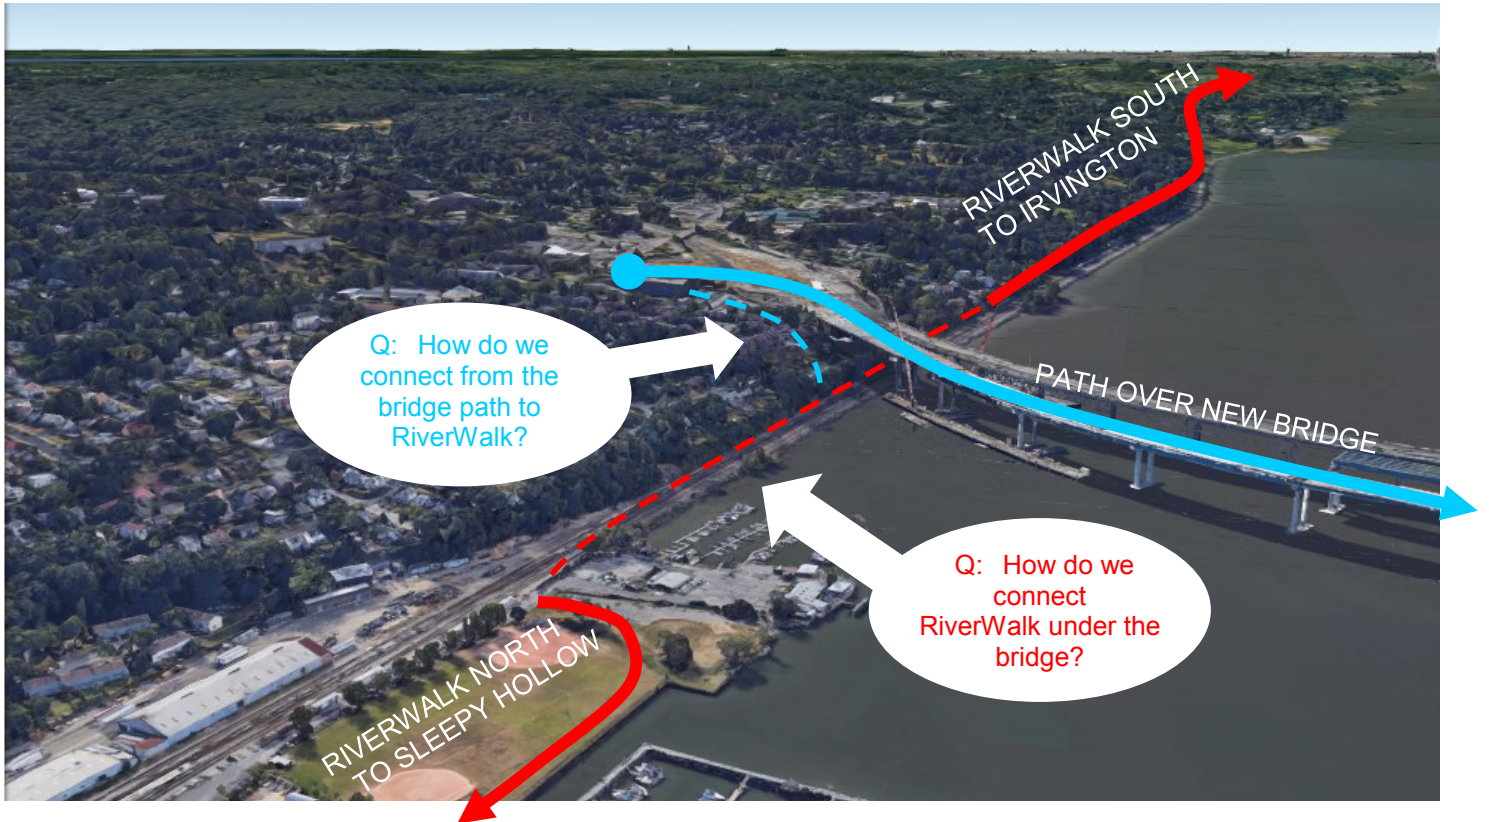 RIVERWALK SOUTH
TO IRVINGTON
Q: How do we
connect from the
bridge path to
RiverWalk?
PATH OVER NEW BRIDGE
Q: How do we
connect
RiverWalk under the
bridge?
RIVERWALK NORTH
TO SLEEPY HOLLOW